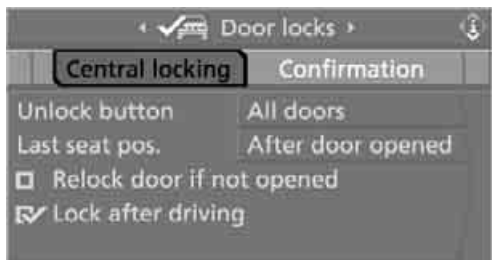 Door locks
Central locking Confirmation
Unlock button All doors
Last seat pos. After door opened
Relock door if not opened
Lock after driving